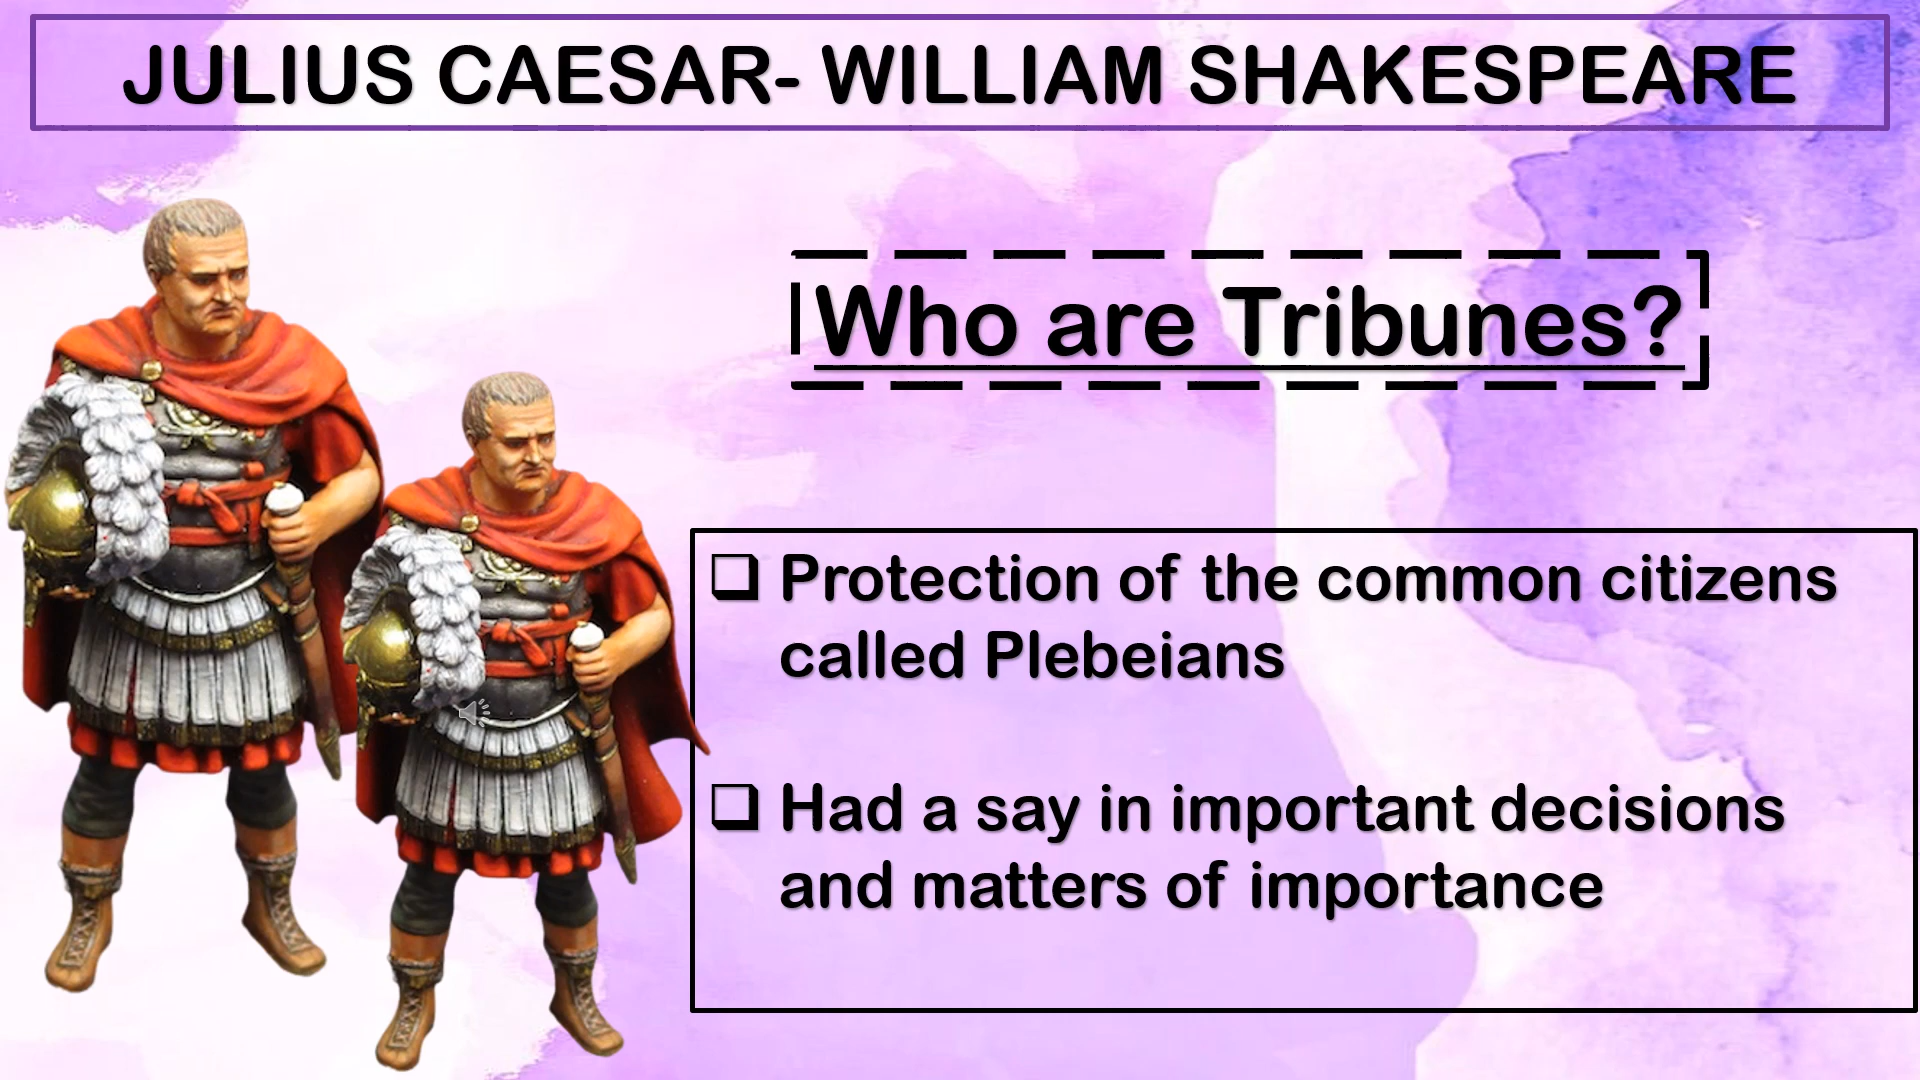 JULIUS CAESAR- WILLIAM SHAKESPEARE
Who are Tribunes?
❑ Protection of the common citizens
called Plebeians
❑ Had a say in important decisions
and matters of importance